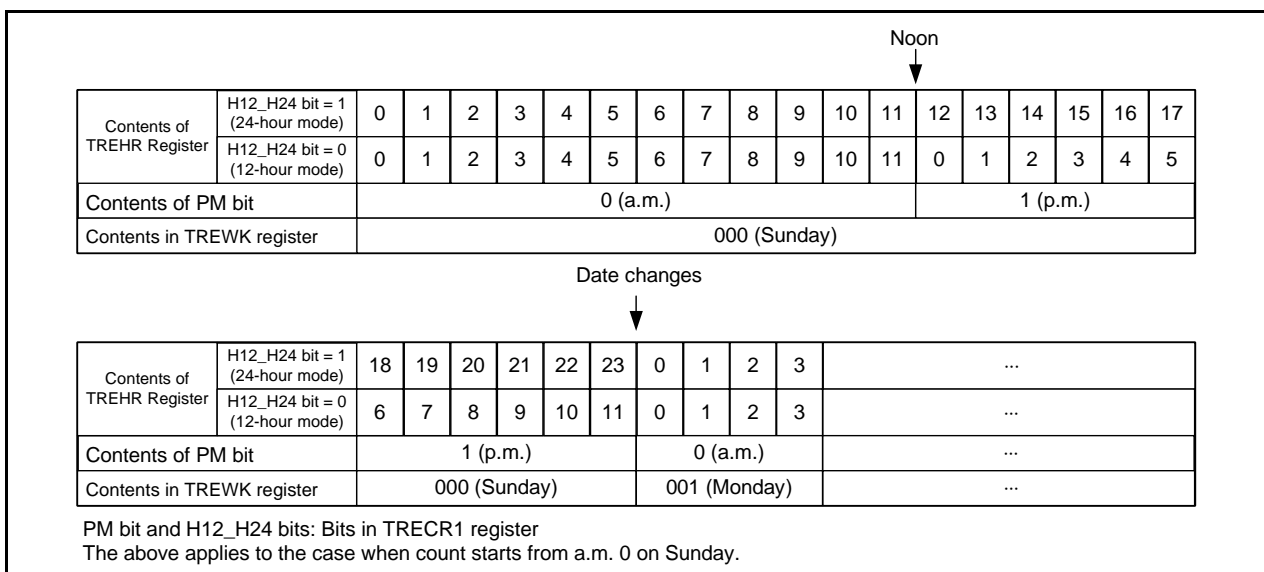 Noon
Contents of TREHR Register
H12_H24 bit = 1 (24-hour mode) 0 1 2 3 4 5 6 7 8 9 10 11 12 13 14 15 16 17
H12_H24 bit = 0 (12-hour mode) 0 1 2 3 4 5 6 7 8 9 10 11 0 1 2 3 4 5
Contents of PM bit 0 (a.m.) 1 (p.m.)
Contents in TREWK register 000 (Sunday)
Date changes
Contents of TREHR Register
H12_H24 bit = 1 (24-hour mode) 18 19 20 21 22 23 0 1 2 3 ...
H12_H24 bit = 0 (12-hour mode) 6 7 8 9 10 11 0 1 2 3 ...
Contents of PM bit 1 (p.m.) 0 (a.m.) ...
Contents in TREWK register 000 (Sunday) 001 (Monday) ...
PM bit and H12_H24 bits: Bits in TRECR1 register
The above applies to the case when count starts from a.m. 0 on Sunday.